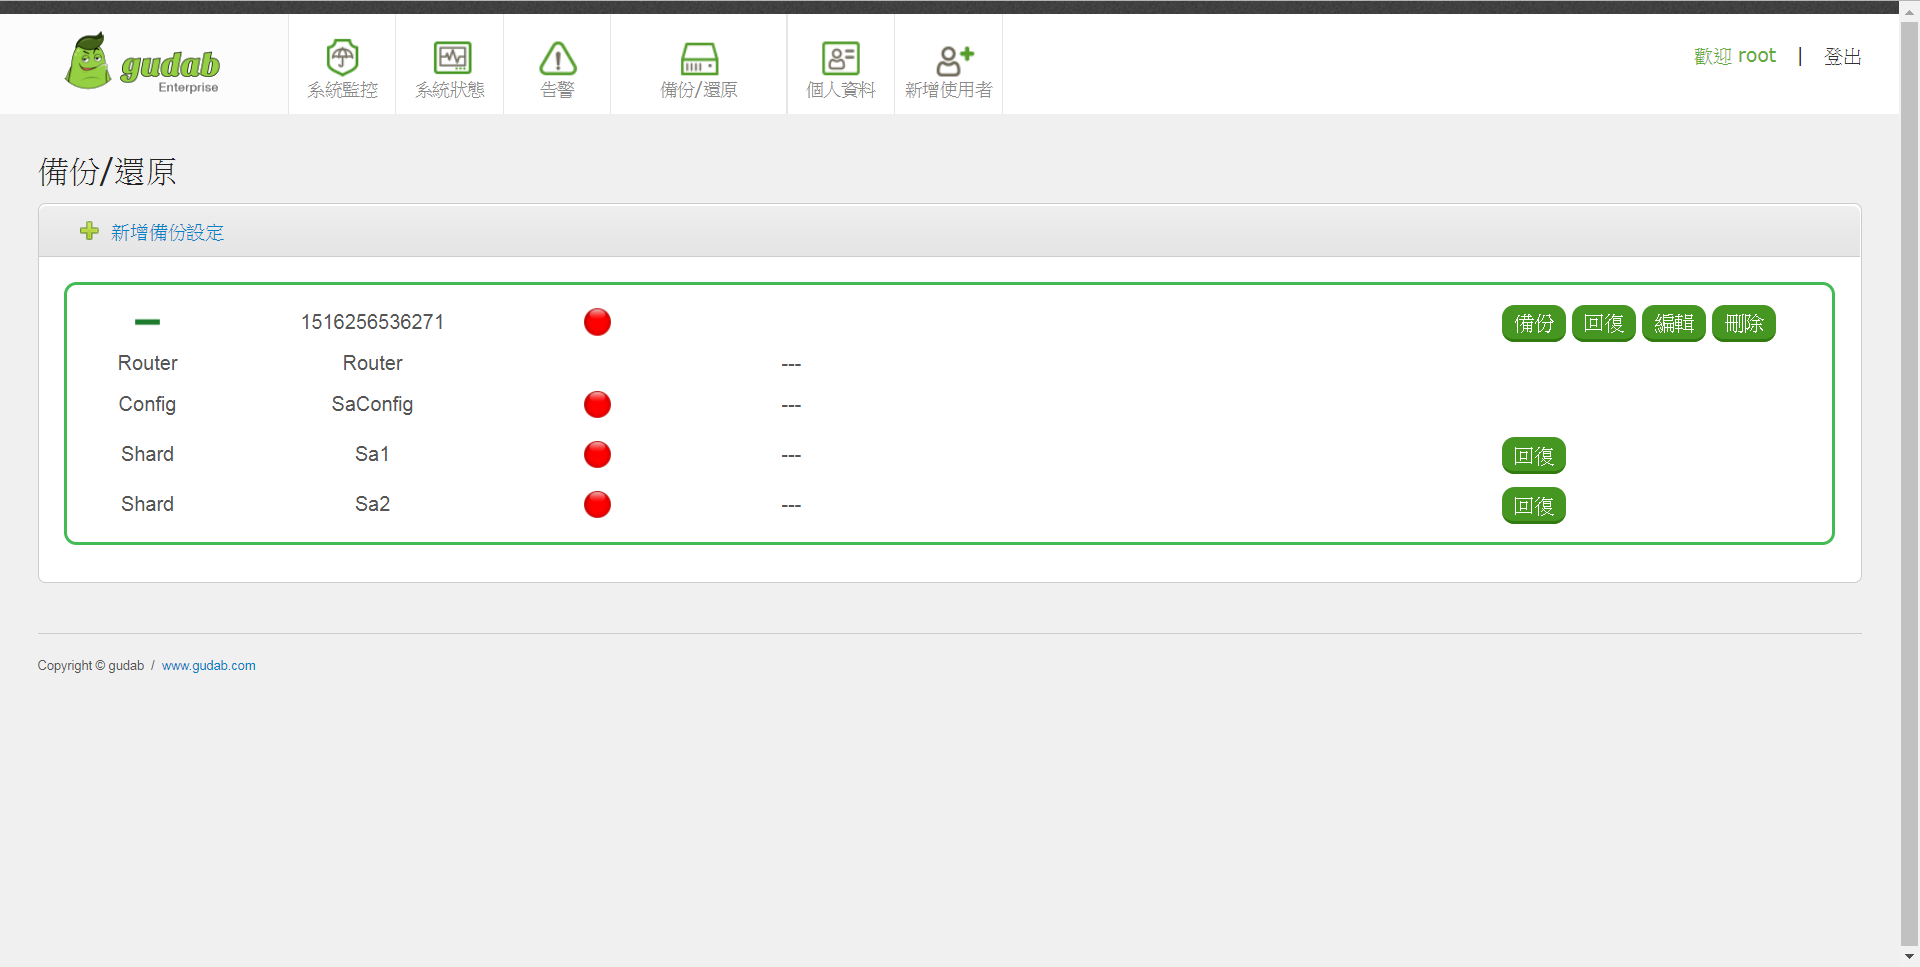 gudab
Enterprise
系統監控
系統狀態
告警
備份/還原
個人資料
新增使用者
歡迎 root | 登出
備份/還原
新增備份設定
1516256536271 備份 回復 編輯 刪除
Router Router ---
Config SaConfig ---
Shard Sa1 --- 回復
Shard Sa2 --- 回復
Copyright © gudab / www.gudab.com